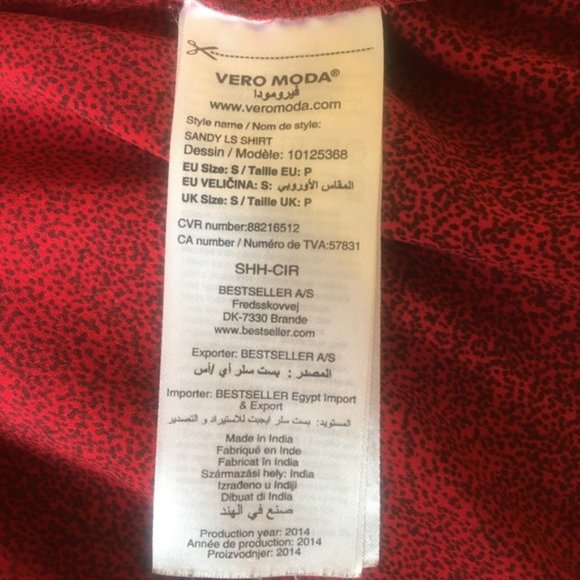 VERO MODA®
فيرومودا
www.veromoda.com
Style name / Nom de style:
SANDY LS SHIRT
Dessin / Modèle: 10125368
EU Size: S / Taille EU: P
EU VELIČINA: S: المقاس الأوروبي
UK Size: S / Taille UK: P
CVR number:88216512
CA number / Numéro de TVA:57831
SHH-CIR
BESTSELLER A/S
Fredsskovvej
DK-7330 Brande
www.bestseller.com
Exporter: BESTSELLER A/S
المصدر : بست سلر أي /أس
Importer: BESTSELLER Egypt Import
& Export
المستويد: بست سلر ايجبت للاستيراد و التصدير
Made in India
Fabriqué en Inde
Fabricat în India
Származási hely: India
Izrađeno u Indiji
Dibuat di India
صنع في الهند
Production year: 2014
Année de production: 2014
Proizvodnjer: 2014